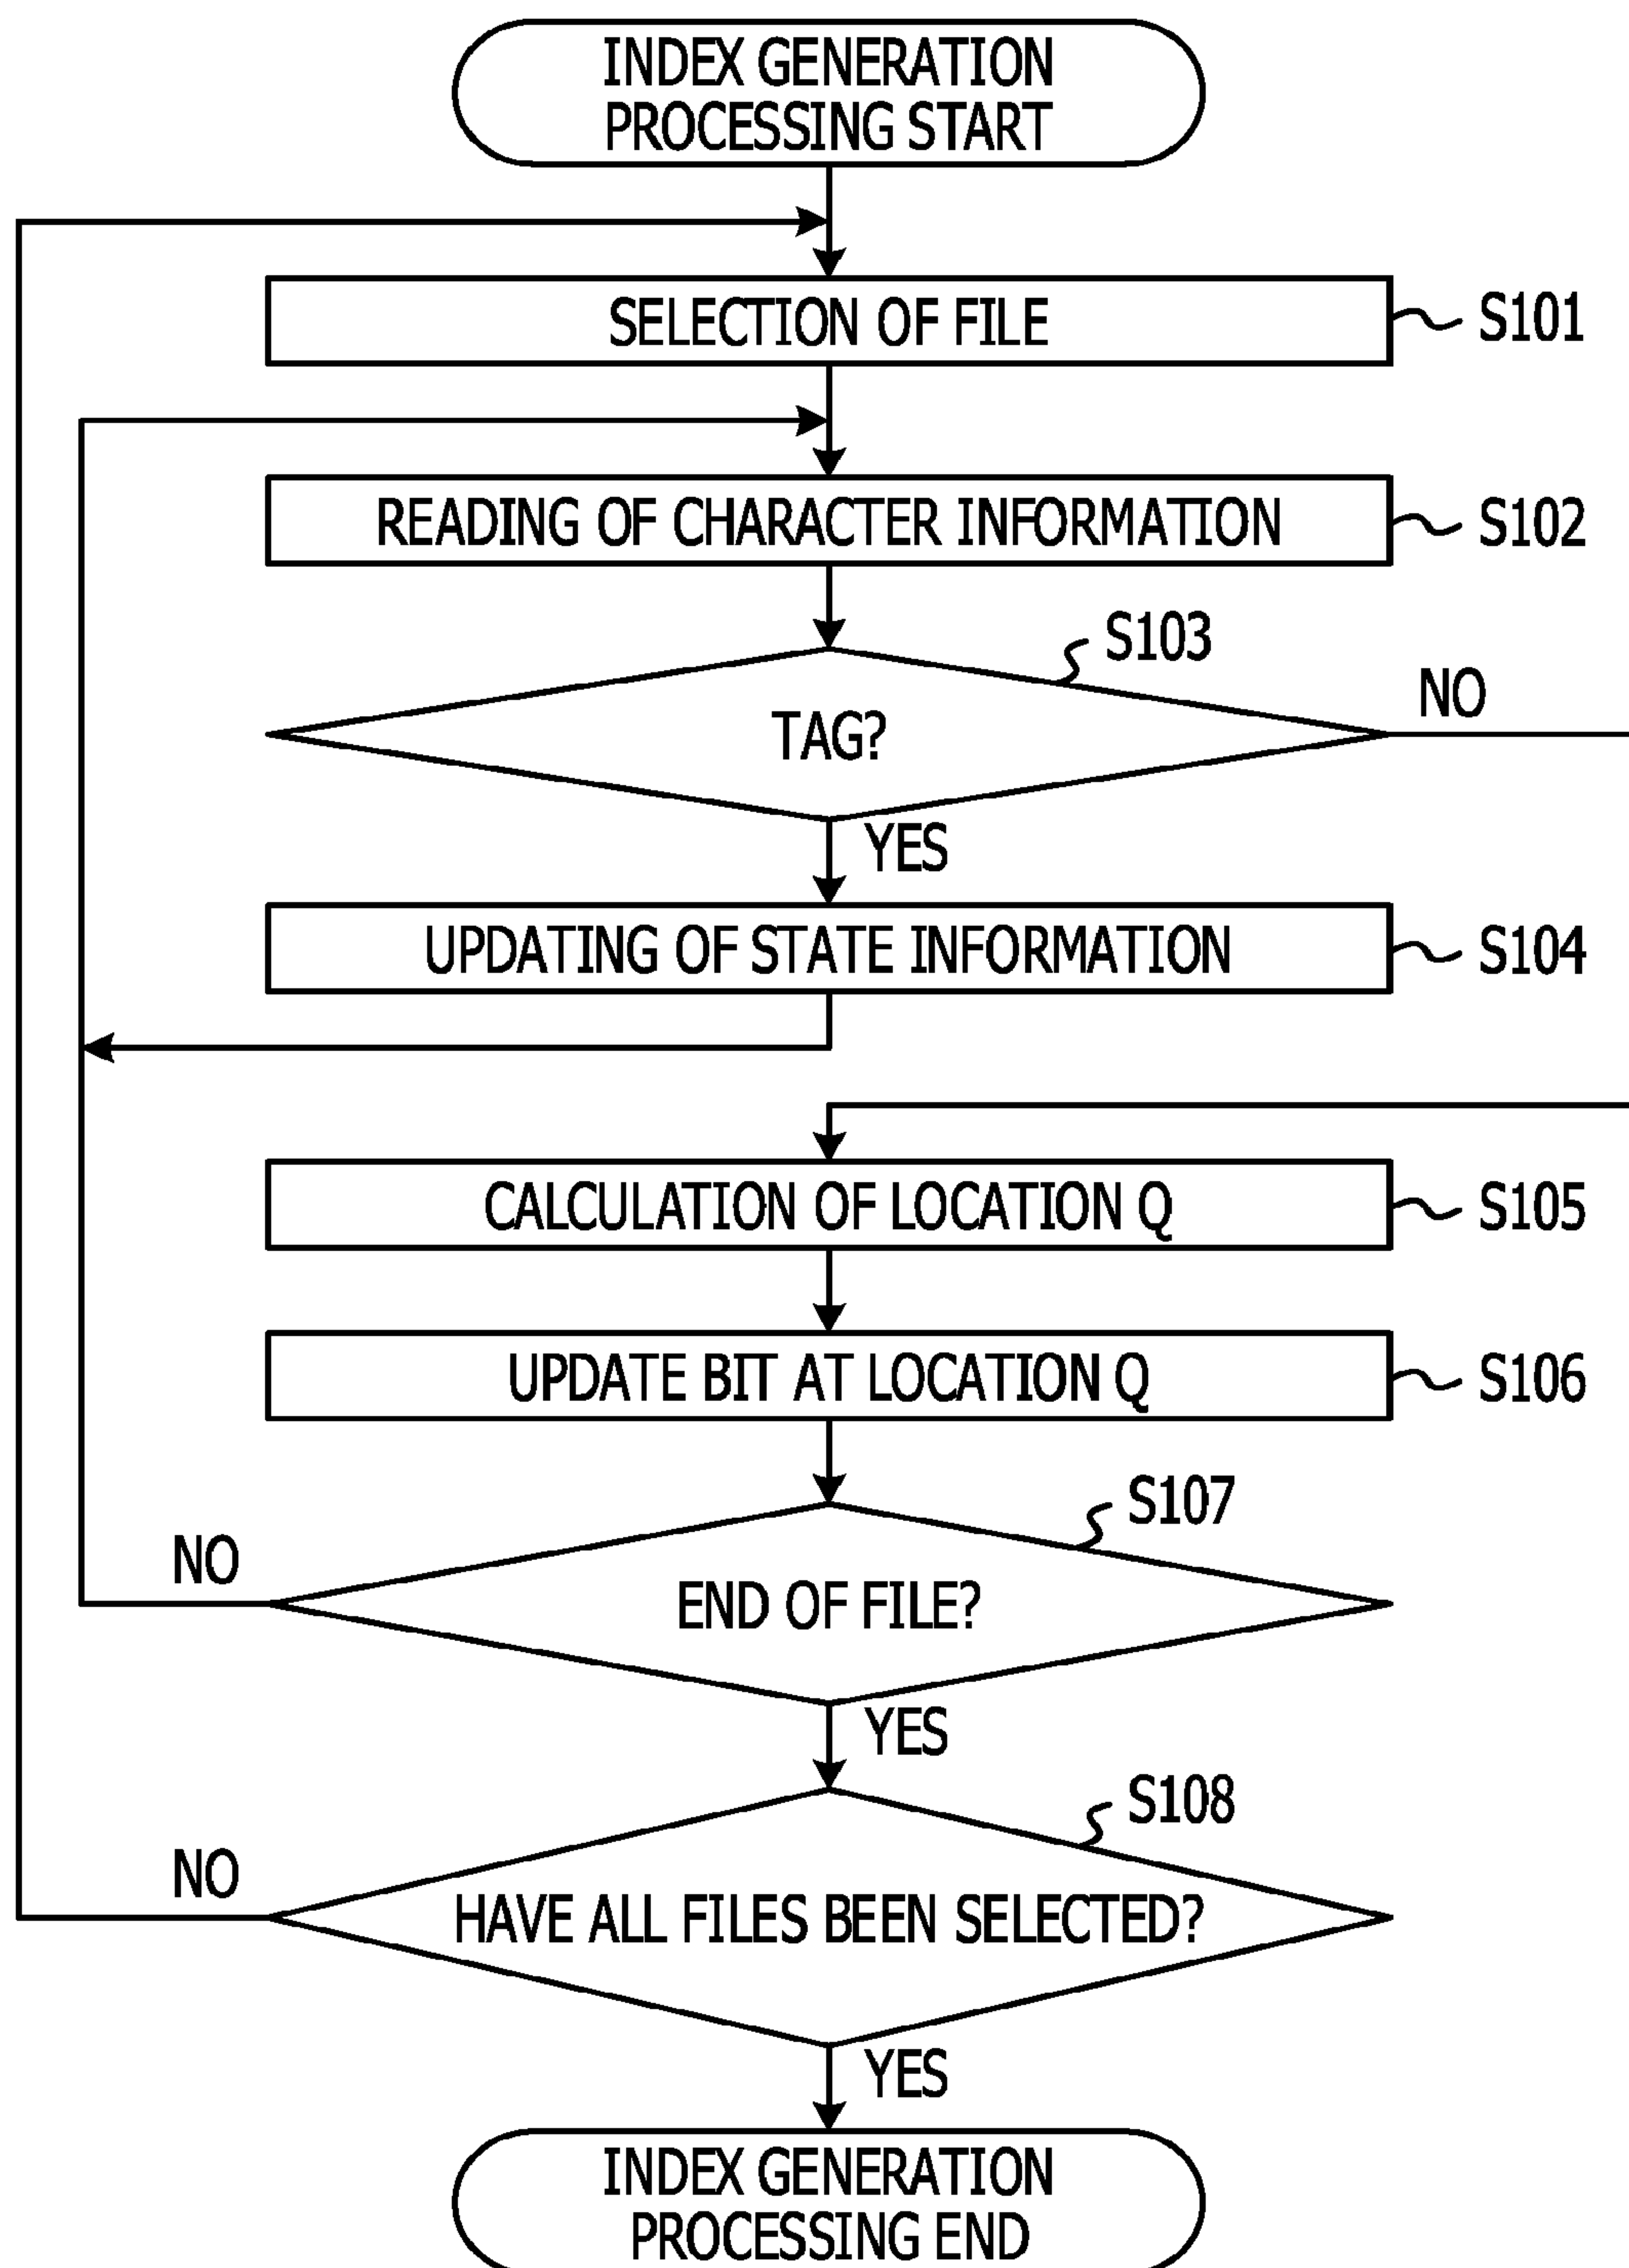 INDEX GENERATION
PROCESSING START
SELECTION OF FILE
S101
READING OF CHARACTER INFORMATION
S102
S103
TAG?
NO
YES
UPDATING OF STATE INFORMATION
S104
CALCULATION OF LOCATION Q
S105
UPDATE BIT AT LOCATION Q
S106
S107
END OF FILE?
NO
YES
S108
HAVE ALL FILES BEEN SELECTED?
NO
YES
INDEX GENERATION
PROCESSING END